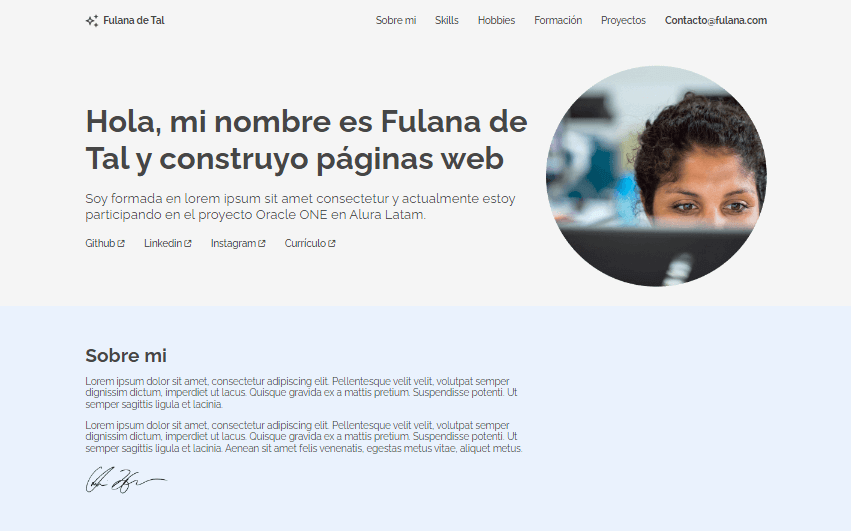 Fulana de Tal
Sobre mi
Skills
Hobbies
Formación
Proyectos
Contacto@fulana.com
Hola, mi nombre es Fulana de
Tal y construyo páginas web
Soy formada en lorem ipsum sit amet consectetur y actualmente estoy
participando en el proyecto Oracle ONE en Alura Latam.
Github
Linkedin
Instagram
Currículo
Sobre mi
Lorem ipsum dolor sit amet, consectetur adipiscing elit. Pellentesque velit velit, volutpat semper
dignissim dictum, imperdiet ut lacus. Quisque gravida ex a mattis pretium. Suspendisse potenti. Ut
semper sagittis ligula et lacinia.
Lorem ipsum dolor sit amet, consectetur adipiscing elit. Pellentesque velit velit, volutpat semper
dignissim dictum, imperdiet ut lacus. Quisque gravida ex a mattis pretium. Suspendisse potenti. Ut
semper sagittis ligula et lacinia. Aenean sit amet felis venenatis, egestas metus vitae, aliquet metus.